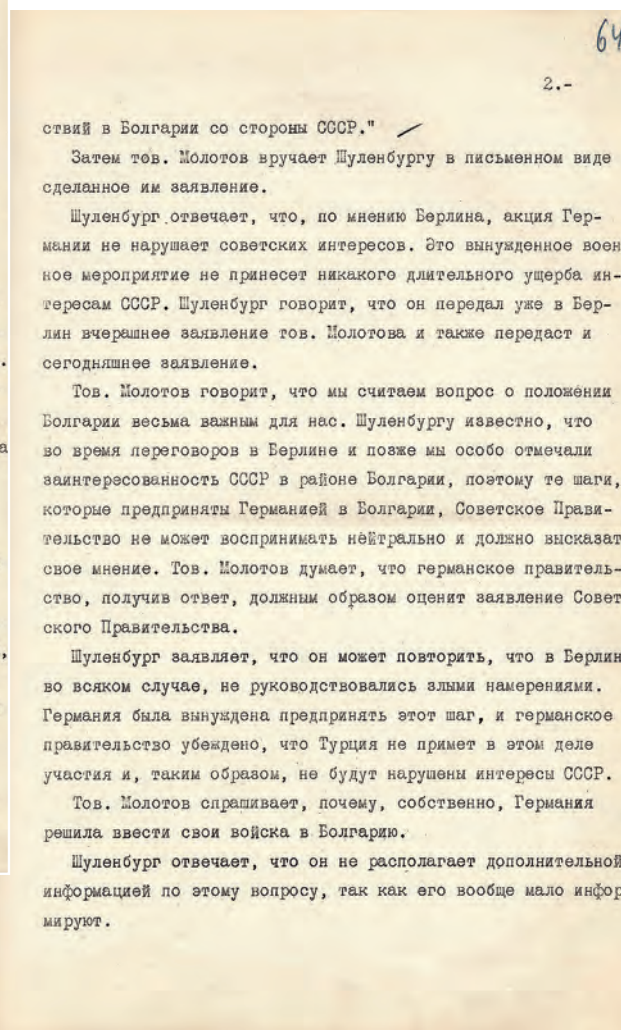 64
2.-
ствий в Болгарии со стороны СССР."
Затем тов. Молотов вручает Шуленбургу в письменном виде
сделанное им заявление.
Шуленбург отвечает, что, по мнению Берлина, акция Гер-
мании не нарушает советских интересов. Это вынужденное воен
ное мероприятие не принесет никакого длительного ущерба ин-
тересам СССР. Шуленбург говорит, что он передал уже в Бер-
лин вчерашнее заявление тов. Молотова и также передаст и
сегодняшнее заявление.
Тов. Молотов говорит, что мы считаем вопрос о положении
Болгарии весьма важным для нас. Шуленбургу известно, что
во время переговоров в Берлине и позже мы особо отмечали
заинтересованность СССР в районе Болгарии, поэтому те шаги,
которые предприняты Германией в Болгарии, Советское Прави-
тельство не может воспринимать нейтрально и должно высказат
свое мнение. Тов. Молотов думает, что германское правитель-
ство, получив ответ, должным образом оценит заявление Совет
ского Правительства.
Шуленбург заявляет, что он может повторить, что в Берлин
во всяком случае, не руководствовались злыми намерениями.
Германия была вынуждена предпринять этот шаг, и германское
правительство убеждено, что Турция не примет в этом деле
участия и, таким образом, не будут нарушены интересы СССР.
Тов. Молотов спрашивает, почему, собственно, Германия
решила ввести свои войска в Болгарию.
Шуленбург отвечает, что он не располагает дополнительной
информацией по этому вопросу, так как его вообще мало инфор
мируют.